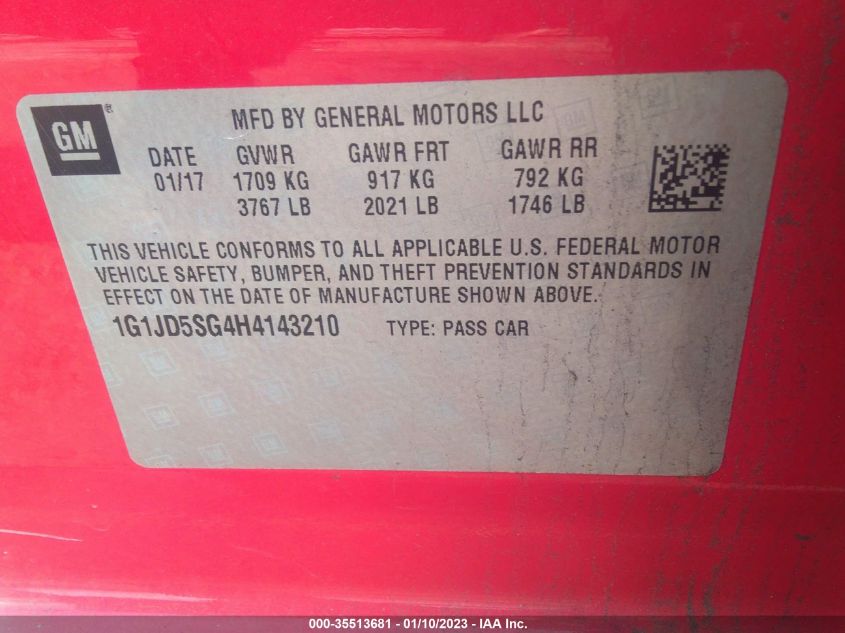 GM
MFD BY GENERAL MOTORS LLC
DATE GVWR GAWR FRT GAWR RR
01/17 1709 KG 917 KG 792 KG
3767 LB 2021 LB 1746 LB
THIS VEHICLE CONFORMS TO ALL APPLICABLE U.S. FEDERAL MOTOR
VEHICLE SAFETY, BUMPER, AND THEFT PREVENTION STANDARDS IN
EFFECT ON THE DATE OF MANUFACTURE SHOWN ABOVE.
1G1JD5SG4H4143210 TYPE: PASS CAR
000-35513681 - 01/10/2023 - IAA Inc.